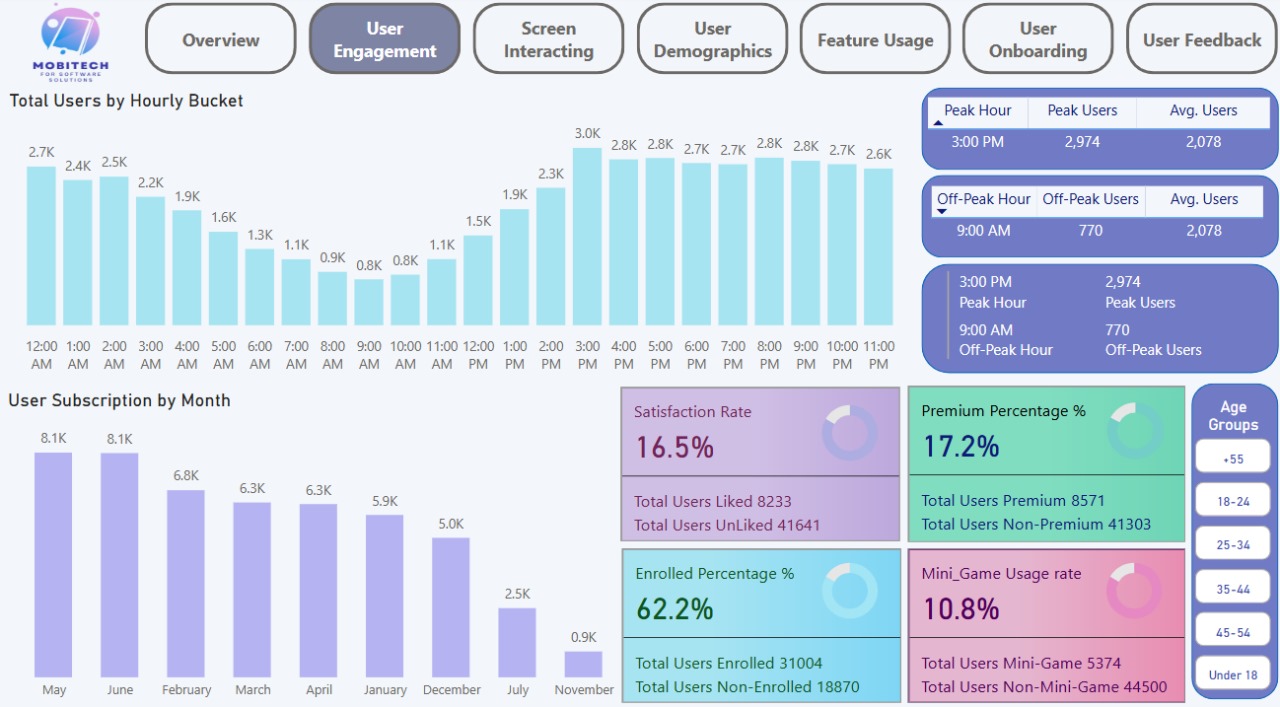 MOBITECH
FOR SOFTWARE
SOLUTIONS
Overview
User
Engagement
Screen
Interacting
User
Demographics
Feature Usage
User
Onboarding
User Feedback
Total Users by Hourly Bucket
2.7K 2.4K 2.5K 2.2K 1.9K 1.6K 1.3K 1.1K 0.9K 0.8K 0.8K 1.1K 1.5K 1.9K 2.3K 3.0K 2.8K 2.8K 2.7K 2.7K 2.8K 2.8K 2.7K 2.6K
12:00 1:00 2:00 3:00 4:00 5:00 6:00 7:00 8:00 9:00 10:00 11:00 12:00 1:00 2:00 3:00 4:00 5:00 6:00 7:00 8:00 9:00 10:00 11:00
AM AM AM AM AM AM AM AM AM AM AM AM PM PM PM PM PM PM PM PM PM PM PM PM
Peak Hour Peak Users Avg. Users
3:00 PM 2,974 2,078
Off-Peak Hour Off-Peak Users Avg. Users
9:00 AM 770 2,078
3:00 PM 2,974
Peak Hour Peak Users
9:00 AM 770
Off-Peak Hour Off-Peak Users
User Subscription by Month
8.1K 8.1K 6.8K 6.3K 6.3K 5.9K 5.0K 2.5K 0.9K
May June February March April January December July November
Satisfaction Rate
16.5%
Total Users Liked 8233
Total Users UnLiked 41641
Premium Percentage %
17.2%
Total Users Premium 8571
Total Users Non-Premium 41303
Enrolled Percentage %
62.2%
Total Users Enrolled 31004
Total Users Non-Enrolled 18870
Mini_Game Usage rate
10.8%
Total Users Mini-Game 5374
Total Users Non-Mini-Game 44500
Age
Groups
+55
18-24
25-34
35-44
45-54
Under 18